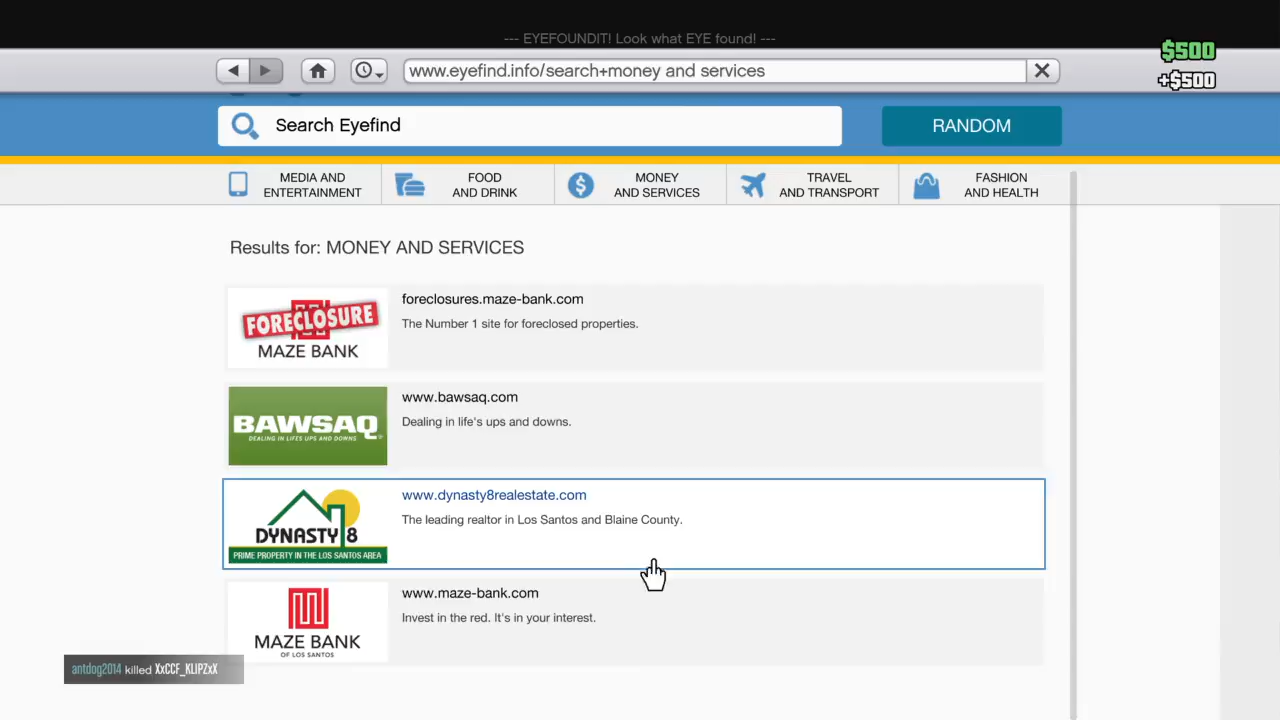 --- EYEFOUNDIT! Look what EYE found! ---
$500
www.eyefind.info/search+money and services
+$500
Search Eyefind
RANDOM
MEDIA AND
ENTERTAINMENT
FOOD
AND DRINK
MONEY
AND SERVICES
TRAVEL
AND TRANSPORT
FASHION
AND HEALTH
Results for: MONEY AND SERVICES
FORECLOSURE
MAZE BANK
foreclosures.maze-bank.com
The Number 1 site for foreclosed properties.
BAWSAQ
DEALING IN LIFES UPS AND DOWNS
www.bawsaq.com
Dealing in life's ups and downs.
DYNASTY 8
PRIME PROPERTY IN THE LOS SANTOS AREA
www.dynasty8realestate.com
The leading realtor in Los Santos and Blaine County.
MAZE BANK
OF LOS SANTOS
www.maze-bank.com
Invest in the red. It's in your interest.
antdog2014 killed XxCCF_KLIPZxX